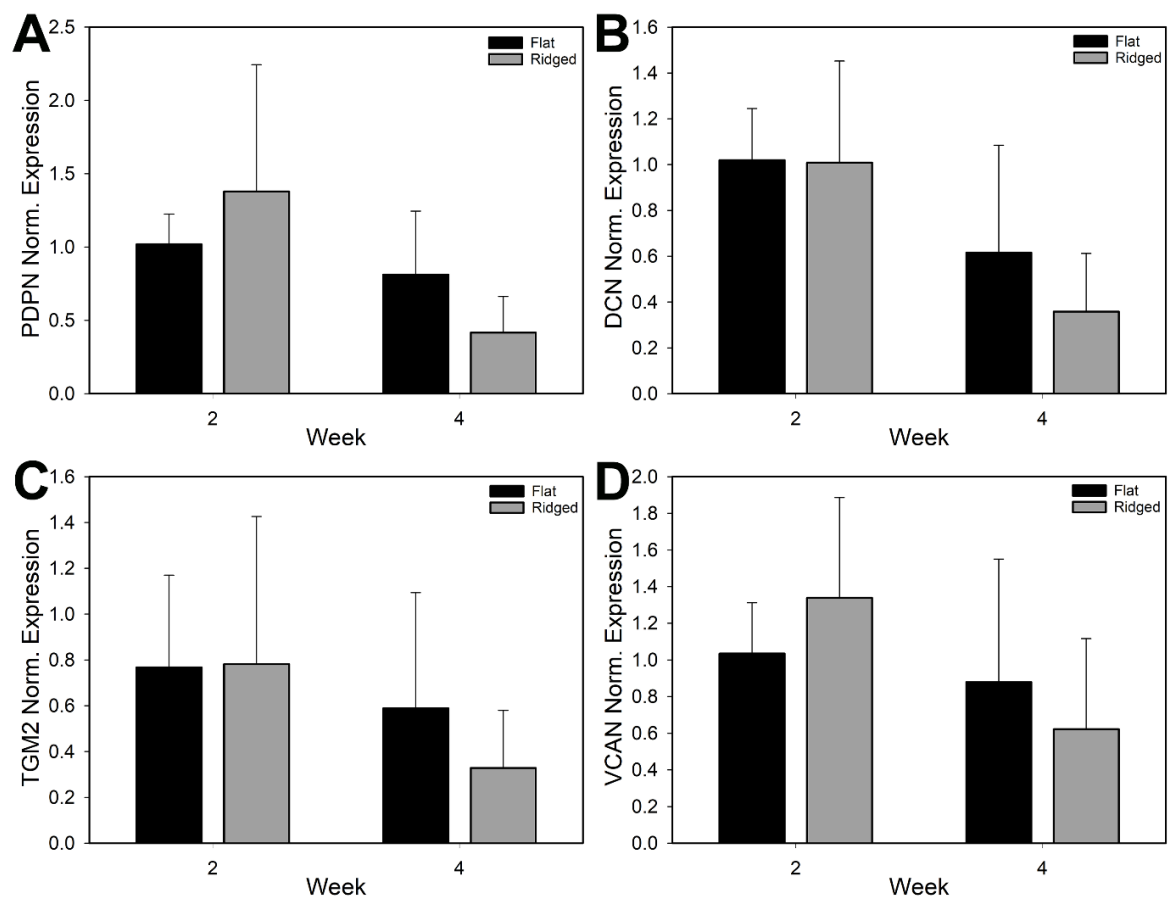 A
PDPN Norm. Expression
2.5
2.0
1.5
1.0
0.5
0.0
2
4
Week
Flat
Ridged
B
DCN Norm. Expression
1.6
1.4
1.2
1.0
0.8
0.6
0.4
0.2
0.0
2
4
Week
Flat
Ridged
C
TGM2 Norm. Expression
1.6
1.4
1.2
1.0
0.8
0.6
0.4
0.2
0.0
2
4
Week
Flat
Ridged
D
VCAN Norm. Expression
2.0
1.8
1.6
1.4
1.2
1.0
0.8
0.6
0.4
0.2
0.0
2
4
Week
Flat
Ridged